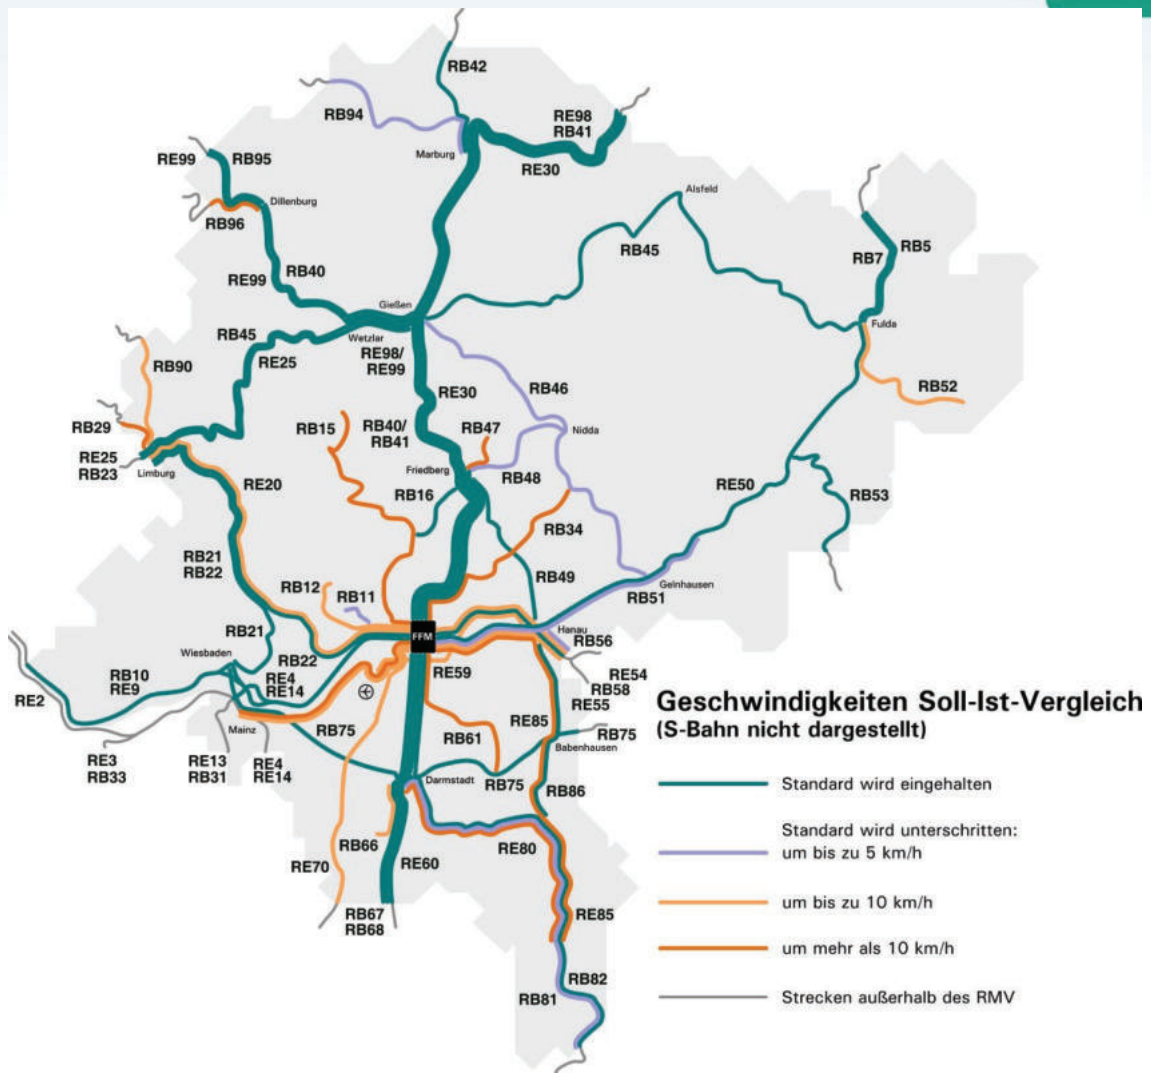 RB42
RB94
RE98
RB41
Marburg
RE30
RE99
RB95
Dillenburg
RB96
Alsfeld
RB5
RB7
RB45
RB40
RE99
Gießen
Fulda
RB45
Wetzlar
RE98/
RE99
RE25
RB90
RB46
RB52
RE30
RB29
RB15
RB40/
RB41
RB47
Nidda
RE25
RB23
Limburg
Friedberg
RB48
RE20
RE50
RB16
RB53
RB34
RB21
RB22
RB12
RB49
Gelnhausen
RB11
RB51
RB21
FFM
Hanau
RB56
Wiesbaden
RB22
RE59
RE54
RB10
RE9
RE4
RE14
RB58
RE55
RE2
Geschwindigkeiten Soll-Ist-Vergleich
(S-Bahn nicht dargestellt)
Mainz
RB75
RE85
RB75
RB61
Babenhausen
RE3
RB33
RE13
RB31
RE4
RE14
Darmstadt
RB75
RB86
Standard wird eingehalten
Standard wird unterschritten:
um bis zu 5 km/h
RB66
RE80
RE70
RE60
um bis zu 10 km/h
RB67
RB68
RE85
um mehr als 10 km/h
RB82
RB81
Strecken außerhalb des RMV